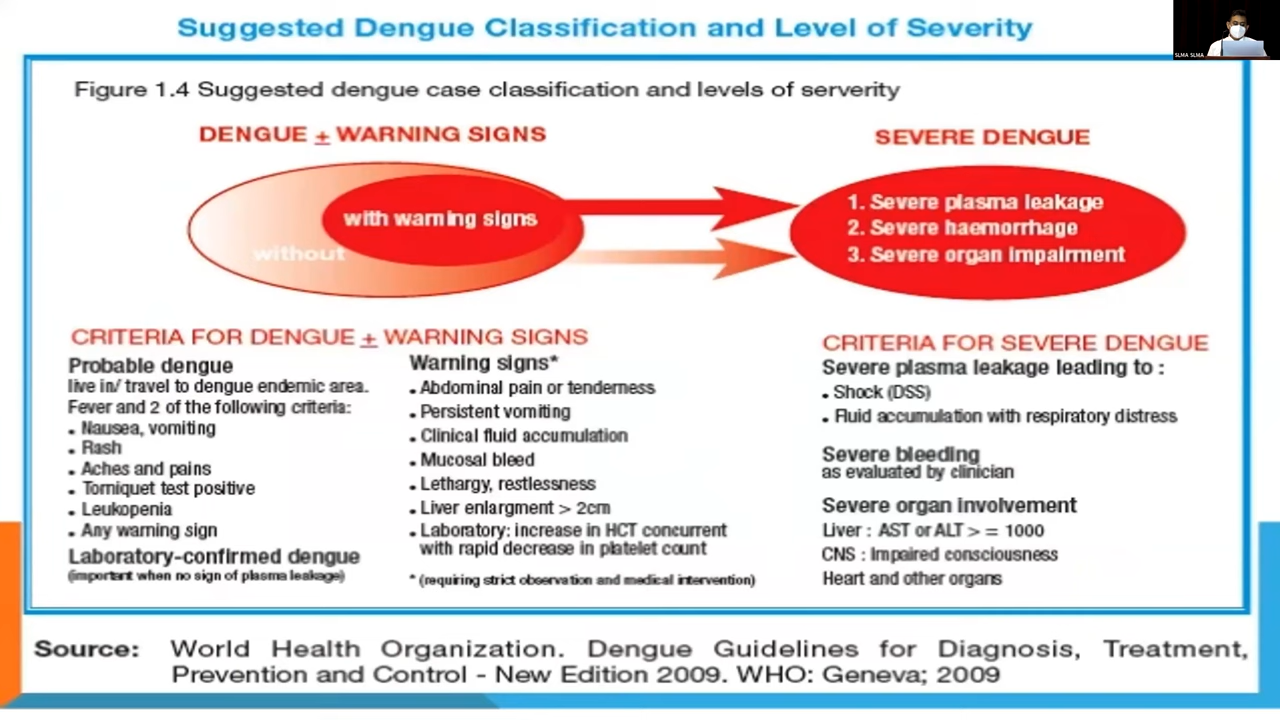 Suggested Dengue Classification and Level of Severity
SLMA SLMA
Figure 1.4 Suggested dengue case classification and levels of serverity
DENGUE ± WARNING SIGNS
SEVERE DENGUE
with warning signs
without
1. Severe plasma leakage
2. Severe haemorrhage
3. Severe organ impairment
CRITERIA FOR DENGUE ± WARNING SIGNS
Probable dengue
live in/ travel to dengue endemic area.
Fever and 2 of the following criteria:
• Nausea, vomiting
• Rash
• Aches and pains
• Torniquet test positive
• Leukopenia
• Any warning sign
Laboratory-confirmed dengue
(important when no sign of plasma leakage)
Warning signs*
• Abdominal pain or tenderness
• Persistent vomiting
• Clinical fluid accumulation
• Mucosal bleed
• Lethargy, restlessness
• Liver enlargment > 2cm
• Laboratory: increase in HCT concurrent
with rapid decrease in platelet count
* (requiring strict observation and medical intervention)
CRITERIA FOR SEVERE DENGUE
Severe plasma leakage leading to :
• Shock (DSS)
• Fluid accumulation with respiratory distress
Severe bleeding
as evaluated by clinician
Severe organ involvement
Liver : AST or ALT > = 1000
CNS : Impaired consciousness
Heart and other organs
Source: World Health Organization. Dengue Guidelines for Diagnosis, Treatment,
Prevention and Control - New Edition 2009. WHO: Geneva; 2009